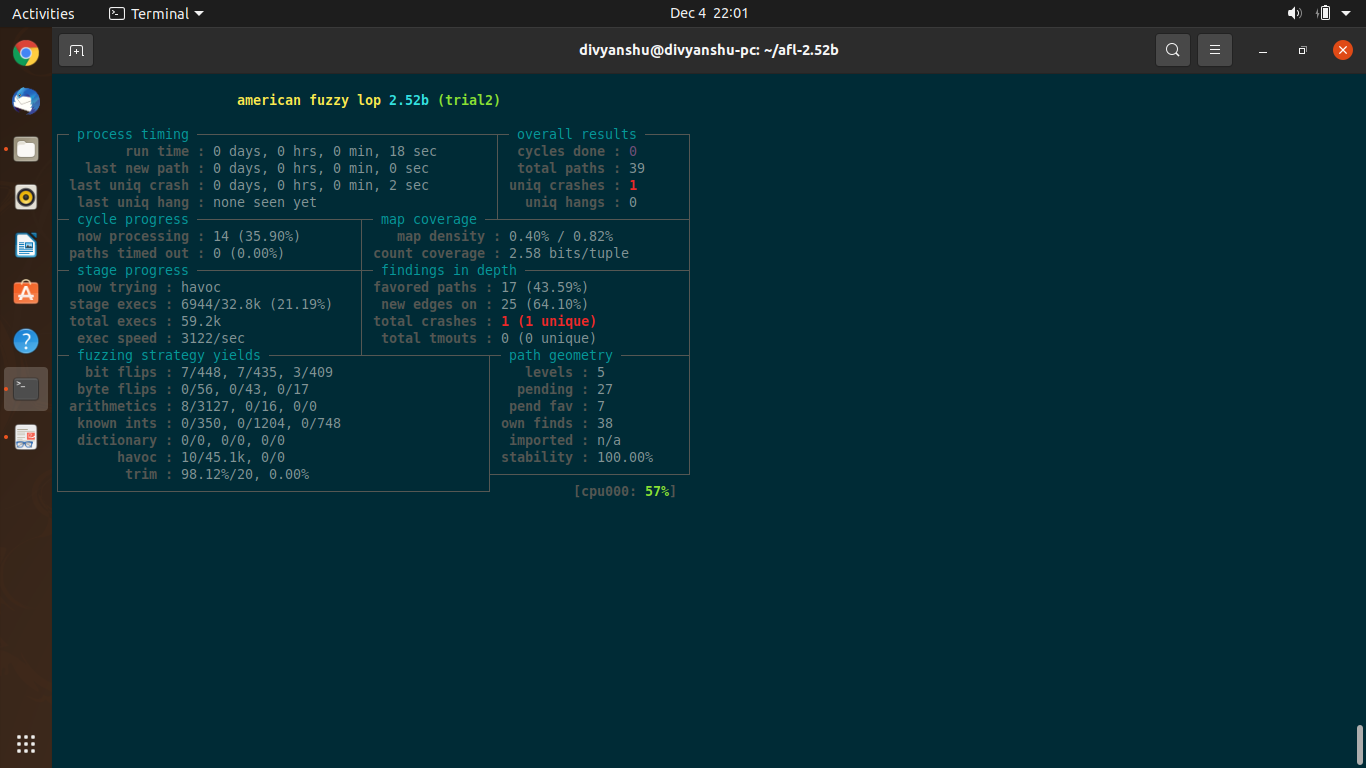 Activities Terminal Dec 4 22:01
divyanshu@divyanshu-pc: ~/afl-2.52b
american fuzzy lop 2.52b (trial2)
process timing overall results
run time : 0 days, 0 hrs, 0 min, 18 sec cycles done : 0
last new path : 0 days, 0 hrs, 0 min, 0 sec total paths : 39
last uniq crash : 0 days, 0 hrs, 0 min, 2 sec uniq crashes : 1
last uniq hang : none seen yet uniq hangs : 0
cycle progress map coverage
now processing : 14 (35.90%) map density : 0.40% / 0.82%
paths timed out : 0 (0.00%) count coverage : 2.58 bits/tuple
stage progress findings in depth
now trying : havoc favored paths : 17 (43.59%)
stage execs : 6944/32.8k (21.19%) new edges on : 25 (64.10%)
total execs : 59.2k total crashes : 1 (1 unique)
exec speed : 3122/sec total tmouts : 0 (0 unique)
fuzzing strategy yields path geometry
bit flips : 7/448, 7/435, 3/409 levels : 5
byte flips : 0/56, 0/43, 0/17 pending : 27
arithmetics : 8/3127, 0/16, 0/0 pend fav : 7
known ints : 0/350, 0/1204, 0/748 own finds : 38
dictionary : 0/0, 0/0, 0/0 imported : n/a
havoc : 10/45.1k, 0/0 stability : 100.00%
trim : 98.12%/20, 0.00%
[cpu000: 57%]